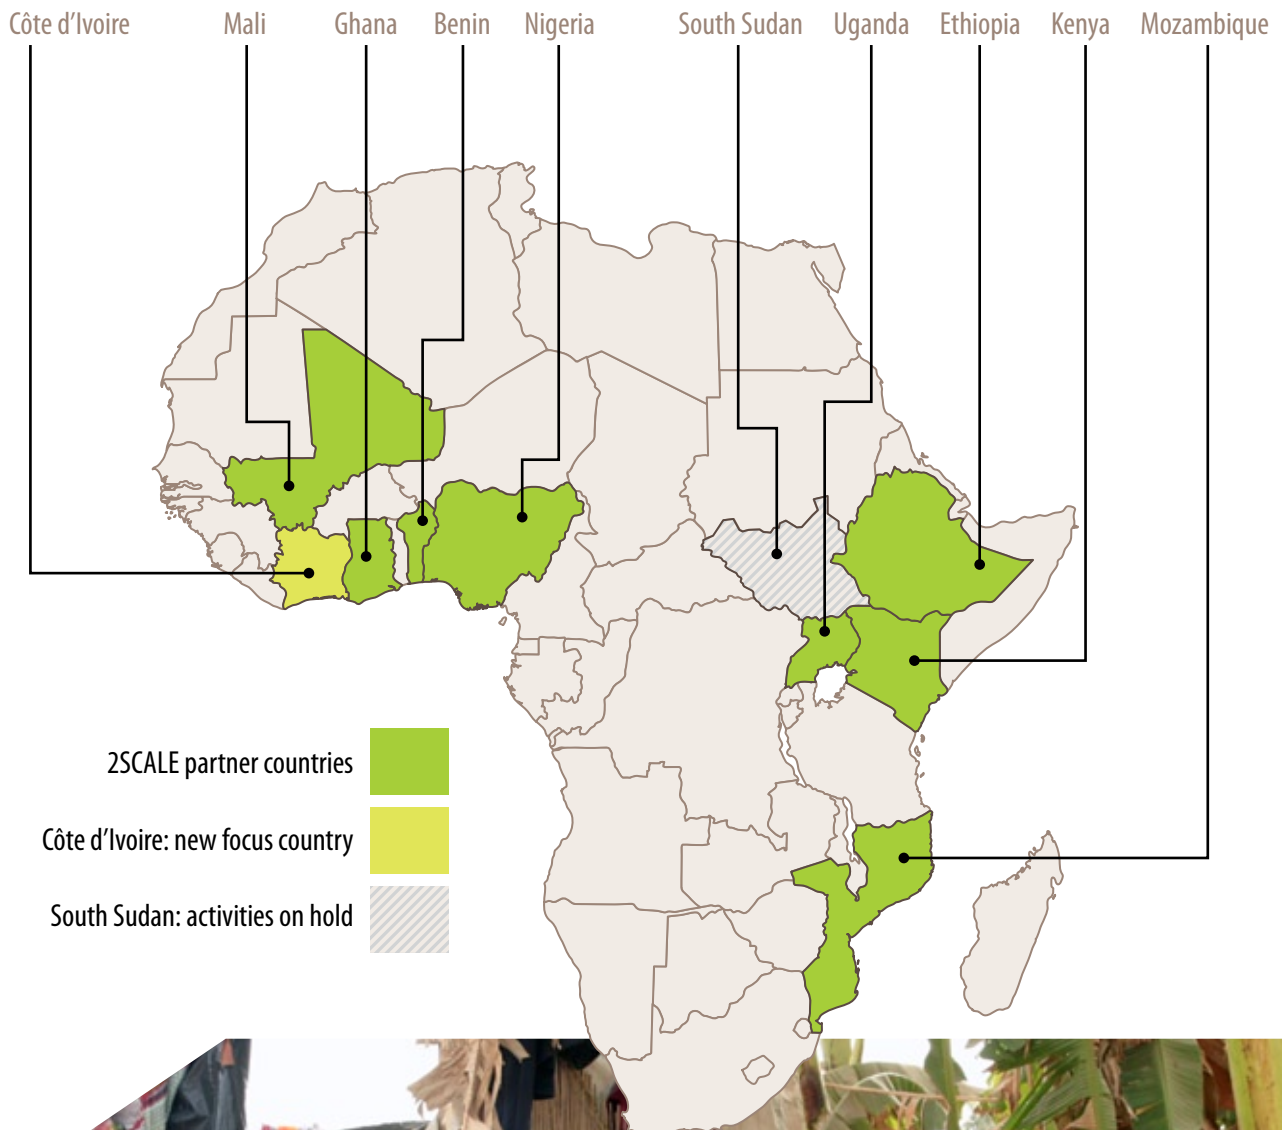 Côte d’Ivoire Mali Ghana Benin Nigeria South Sudan Uganda Ethiopia Kenya Mozambique
2SCALE partner countries
Côte d’Ivoire: new focus country
South Sudan: activities on hold